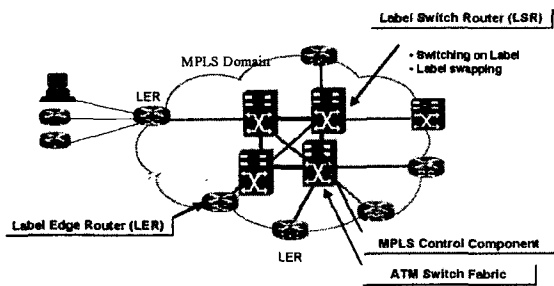 Label Switch Router (LSR)
• Switching on Label
• Label swapping
MPLS Domain
LER
Label Edge Router (LER)
LER
MPLS Control Component
ATM Switch Fabric